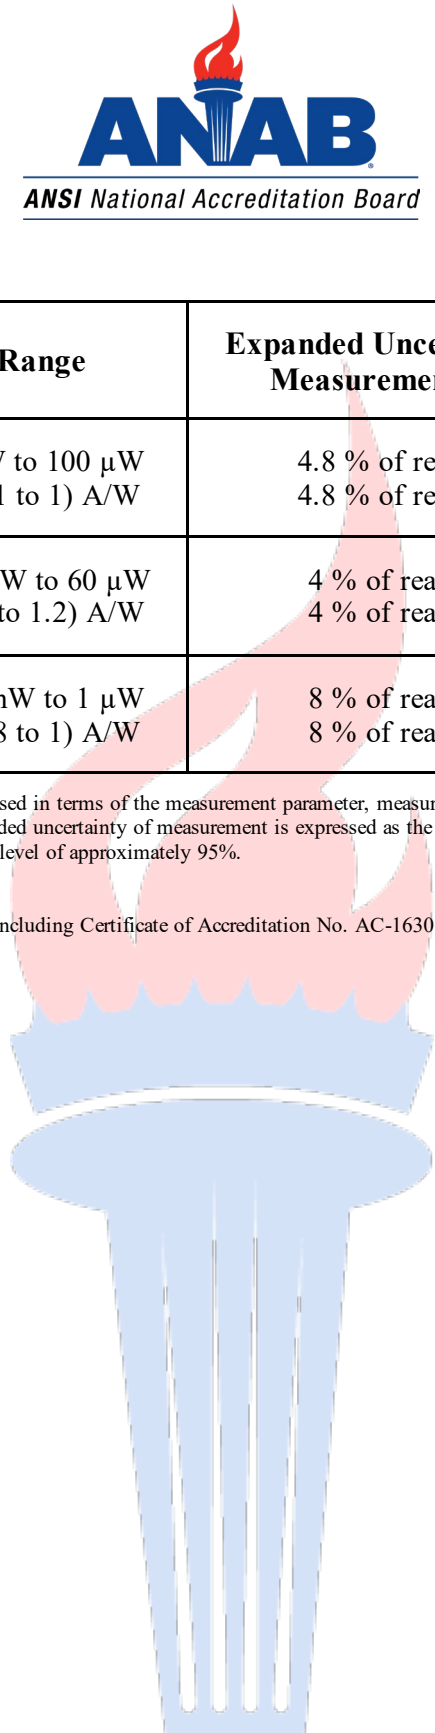 ANAB
ANSI National Accreditation Board
Range
Expanded Unce
Measuremen
to 100 µW
4.8 % of re
1 to 1) A/W
4.8 % of re
W to 60 µW
4 % of rea
to 1.2) A/W
4 % of rea
nW to 1 µW
8 % of rea
8 to 1) A/W
8 % of rea
sed in terms of the measurement parameter, measur
ded uncertainty of measurement is expressed as the
level of approximately 95%.
ncluding Certificate of Accreditation No. AC-1630